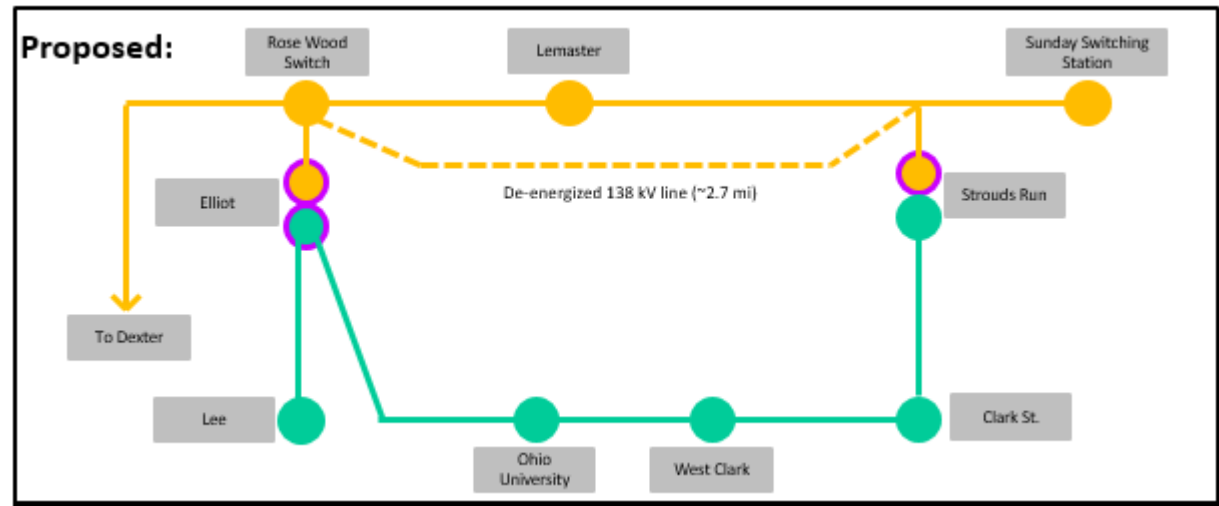 Proposed:
Rose Wood
Switch
Lemaster
Sunday Switching
Station
Elliot
De-energized 138 kV line (~2.7 mi)
Strouds Run
To Dexter
Lee
Clark St.
Ohio
University
West Clark